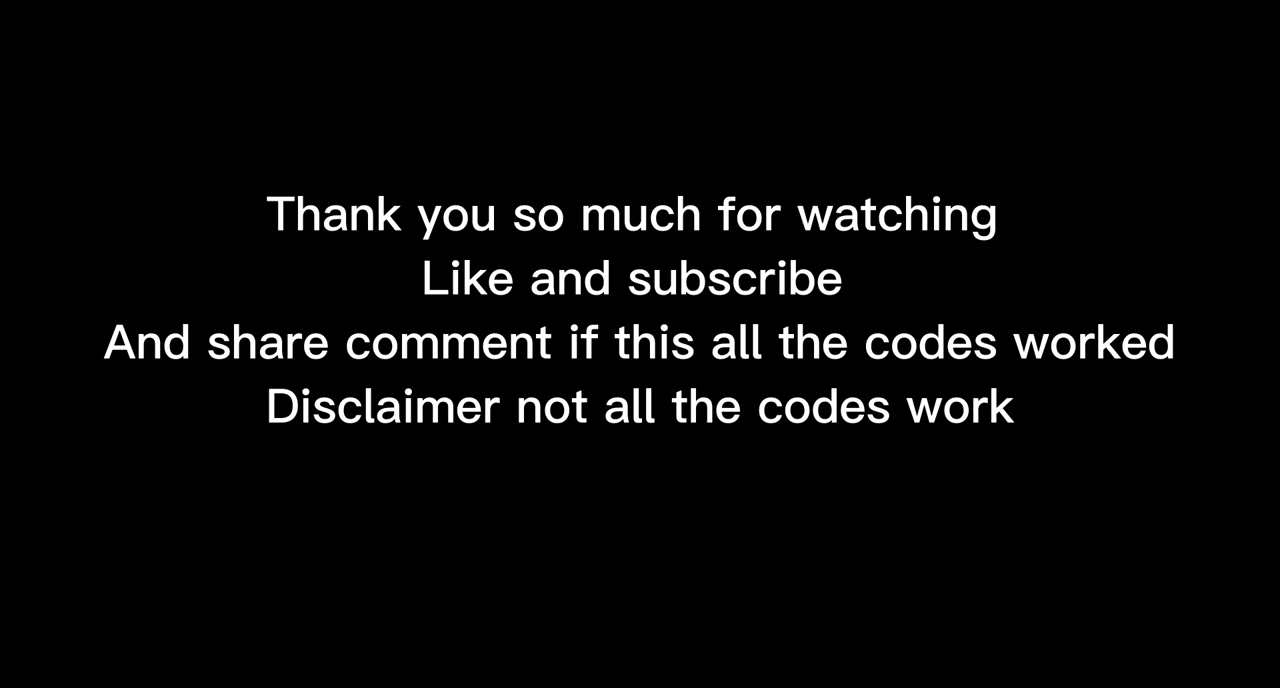 Thank you so much for watching
Like and subscribe
And share comment if this all the codes worked
Disclaimer not all the codes work